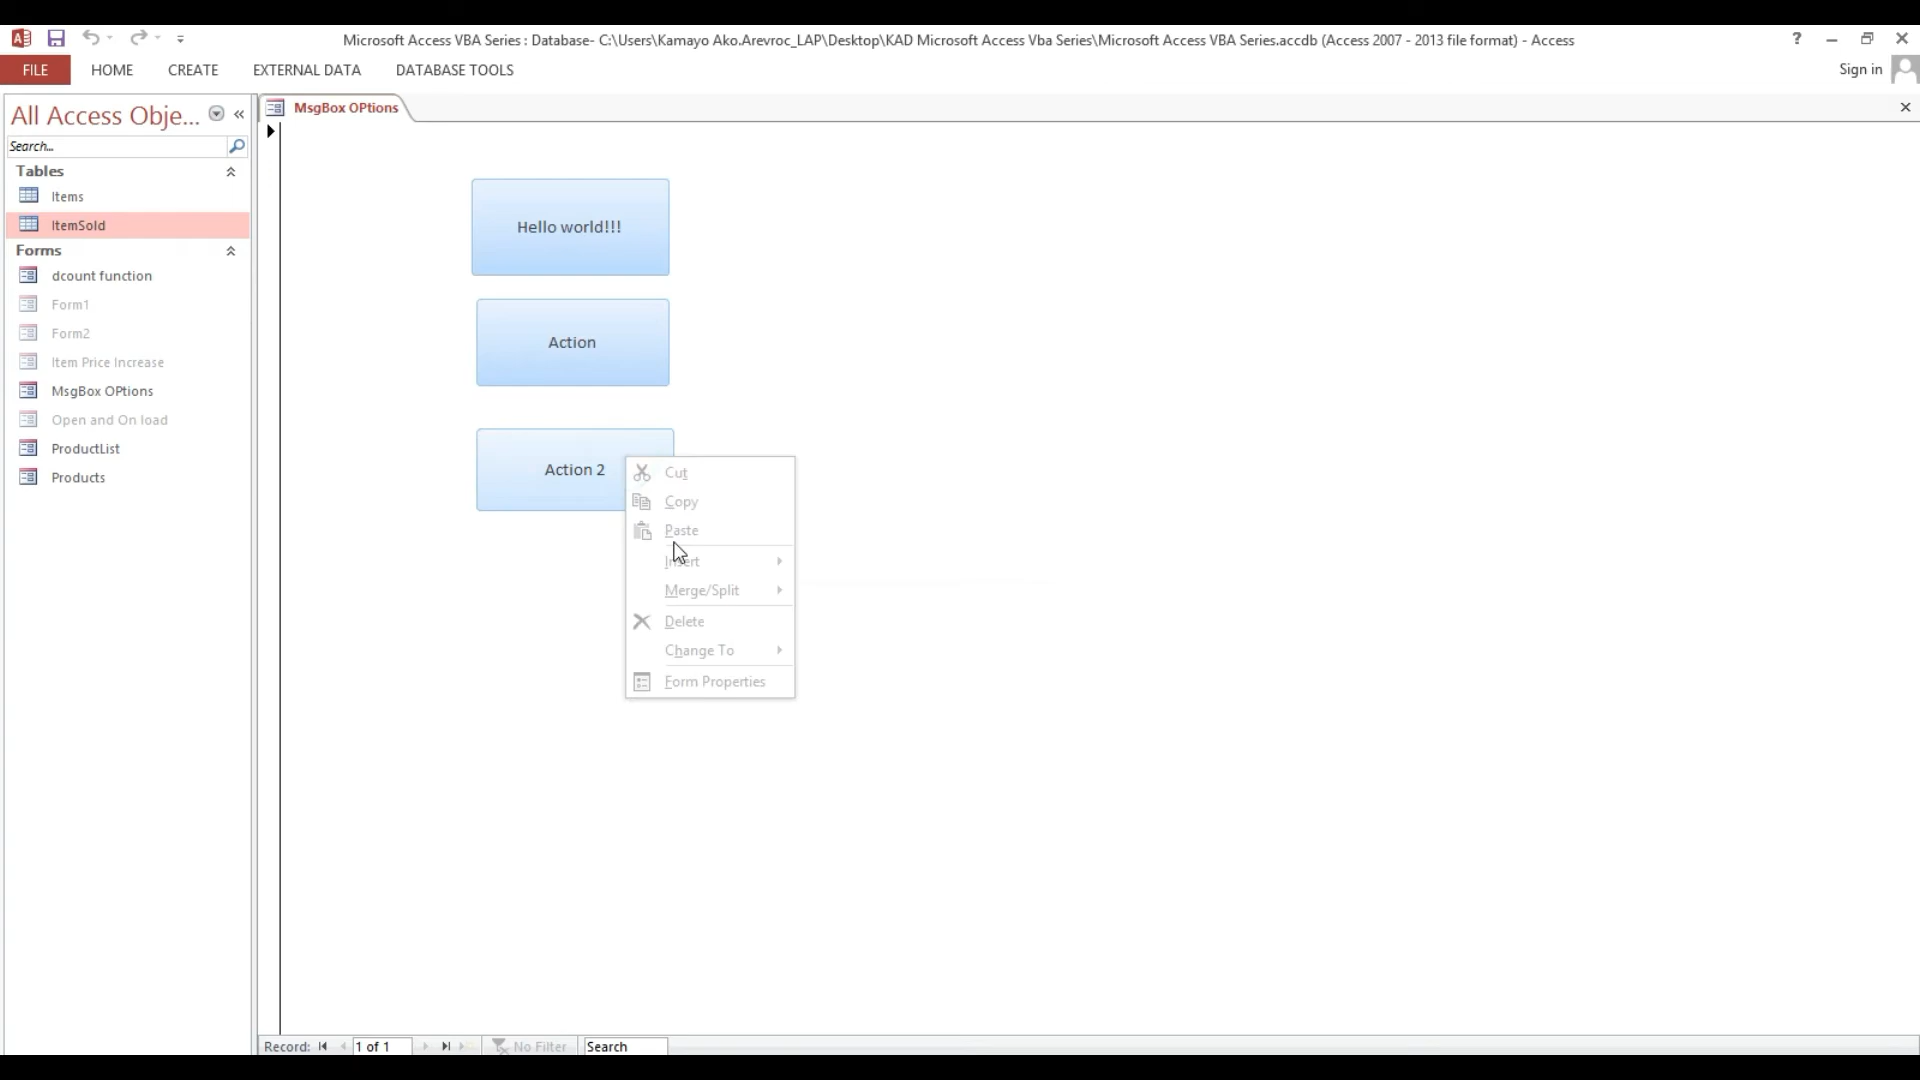 Microsoft Access VBA Series : Database- C:\Users\Kamayo Ako.Arevroc_LAP\Desktop\KAD Microsoft Access Vba Series\Microsoft Access VBA Series.accdb (Access 2007 - 2013 file format) - Access
?
FILE HOME CREATE EXTERNAL DATA DATABASE TOOLS
Sign in
All Access Obje...
MsgBox OPtions
Search...
Tables
Items
ItemSold
Forms
dcount function
Form1
Form2
Item Price Increase
MsgBox OPtions
Open and On load
ProductList
Products
Hello world!!!
Action
Action 2
Cut
Copy
Paste
Insert
Merge/Split
Delete
Change To
Form Properties
Record: 1 of 1 No Filter Search